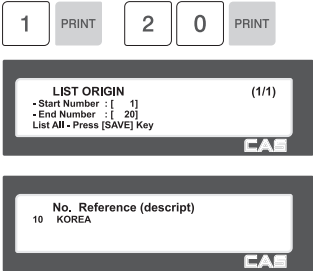 1 PRINT 2 0 PRINT
LIST ORIGIN (1/1)
- Start Number : [ 1]
- End Number : [ 20]
List All - Press [SAVE] Key
CAS
No. Reference (descript)
10 KOREA
CAS